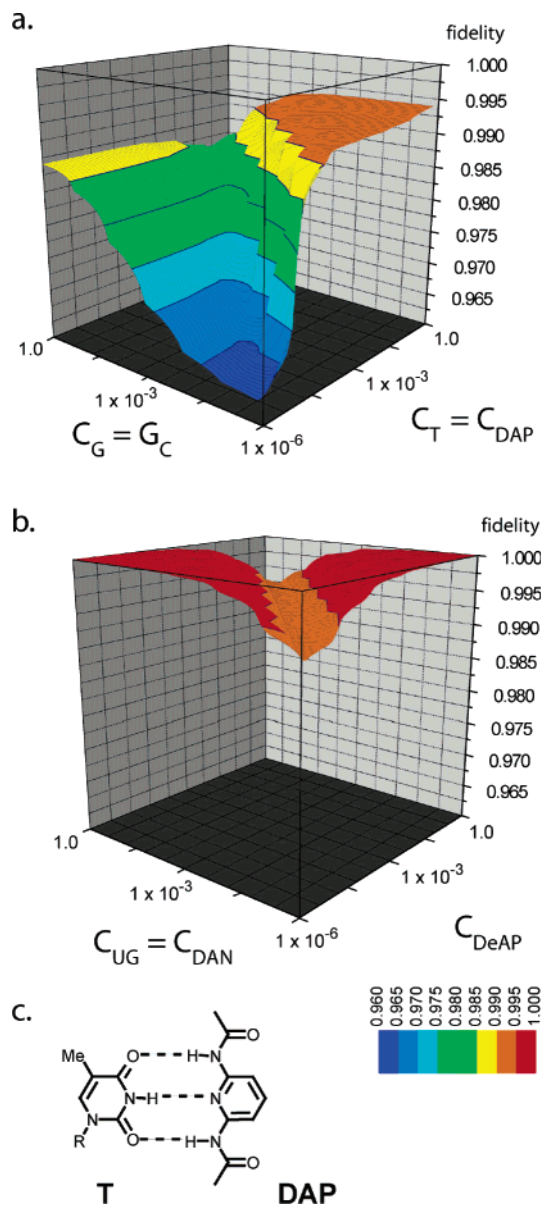 a.
fidelity
1.000
0.995
0.990
0.985
0.980
0.975
0.970
0.965
1.0
1 x 10⁻³
1 x 10⁻⁶
1 x 10⁻³
1.0
C_G = G_C
C_T = C_DAP
b.
fidelity
1.000
0.995
0.990
0.985
0.980
0.975
0.970
0.965
1.0
1 x 10⁻³
1 x 10⁻⁶
1 x 10⁻³
1.0
C_UG = C_DAN
C_DeAP
c.
0.960
0.965
0.970
0.975
0.980
0.985
0.990
0.995
1.000
O
O H-N
Me
N-H N
N
R
O H-N
O
T DAP